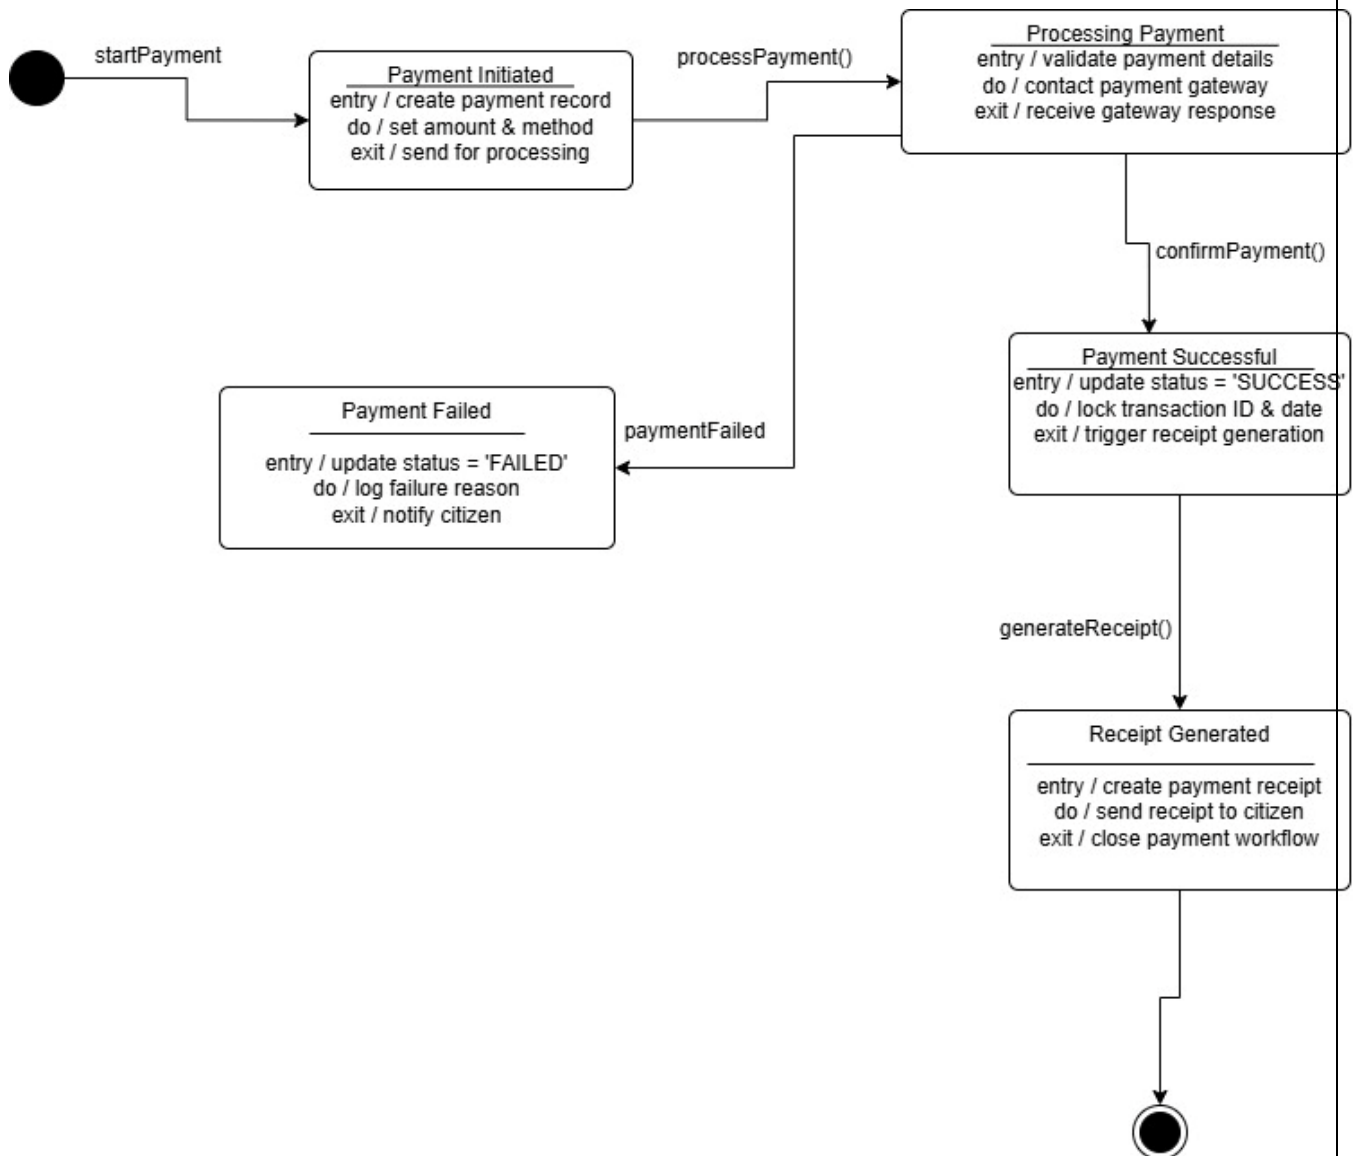 startPayment
Payment Initiated
entry / create payment record
do / set amount & method
exit / send for processing
processPayment()
Processing Payment
entry / validate payment details
do / contact payment gateway
exit / receive gateway response
confirmPayment()
Payment Successful
entry / update status = 'SUCCESS'
do / lock transaction ID & date
exit / trigger receipt generation
Payment Failed
entry / update status = 'FAILED'
do / log failure reason
exit / notify citizen
paymentFailed
generateReceipt()
Receipt Generated
entry / create payment receipt
do / send receipt to citizen
exit / close payment workflow